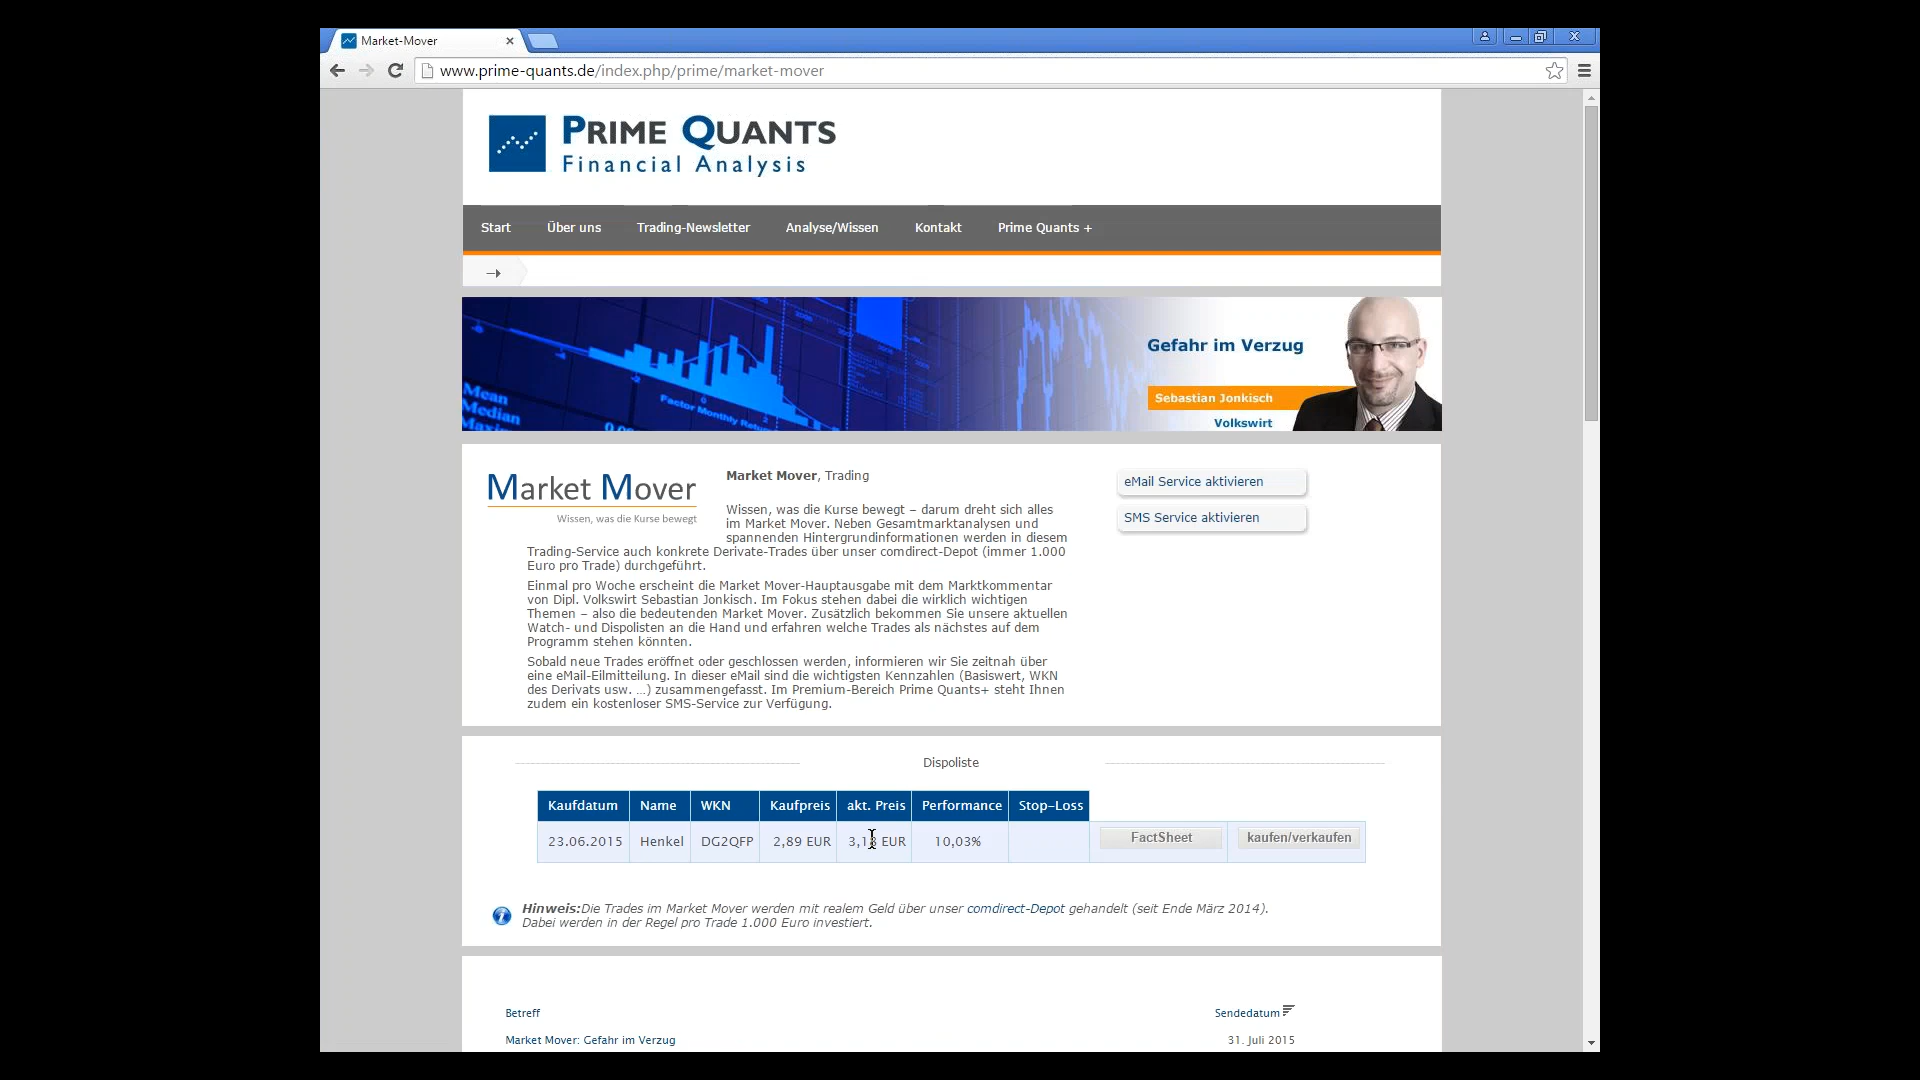 Market-Mover
www.prime-quants.de/index.php/prime/market-mover
PRIME QUANTS
Financial Analysis
Start Über uns Trading-Newsletter Analyse/Wissen Kontakt Prime Quants +
Mean
Median
Factor Monthly
Gefahr im Verzug
Sebastian Jonkisch
Volkswirt
Market Mover
Wissen, was die Kurse bewegt
Market Mover, Trading
Wissen, was die Kurse bewegt – darum dreht sich alles
im Market Mover. Neben Gesamtmarktanalysen und
spannenden Hintergrundinformationen werden in diesem
Trading-Service auch konkrete Derivate-Trades über unser comdirect-Depot (immer 1.000
Euro pro Trade) durchgeführt.
Einmal pro Woche erscheint die Market Mover-Hauptausgabe mit dem Marktkommentar
von Dipl. Volkswirt Sebastian Jonkisch. Im Fokus stehen dabei die wirklich wichtigen
Themen – also die bedeutenden Market Mover. Zusätzlich bekommen Sie unsere aktuellen
Watch- und Dispolisten an die Hand und erfahren welche Trades als nächstes auf dem
Programm stehen könnten.
Sobald neue Trades eröffnet oder geschlossen werden, informieren wir Sie zeitnah über
eine eMail-Eilmitteilung. In dieser eMail sind die wichtigsten Kennzahlen (Basiswert, WKN
des Derivats usw. ...) zusammengefasst. Im Premium-Bereich Prime Quants+ steht Ihnen
zudem ein kostenloser SMS-Service zur Verfügung.
eMail Service aktivieren
SMS Service aktivieren
Dispoliste
Kaufdatum Name WKN Kaufpreis akt. Preis Performance Stop-Loss
23.06.2015 Henkel DG2QFP 2,89 EUR EUR 10,03% FactSheet kaufen/verkaufen
Hinweis:Die Trades im Market Mover werden mit realem Geld über unser comdirect-Depot gehandelt (seit Ende März 2014).
Dabei werden in der Regel pro Trade 1.000 Euro investiert.
Betreff Sendedatum
Market Mover: Gefahr im Verzug 31. Juli 2015